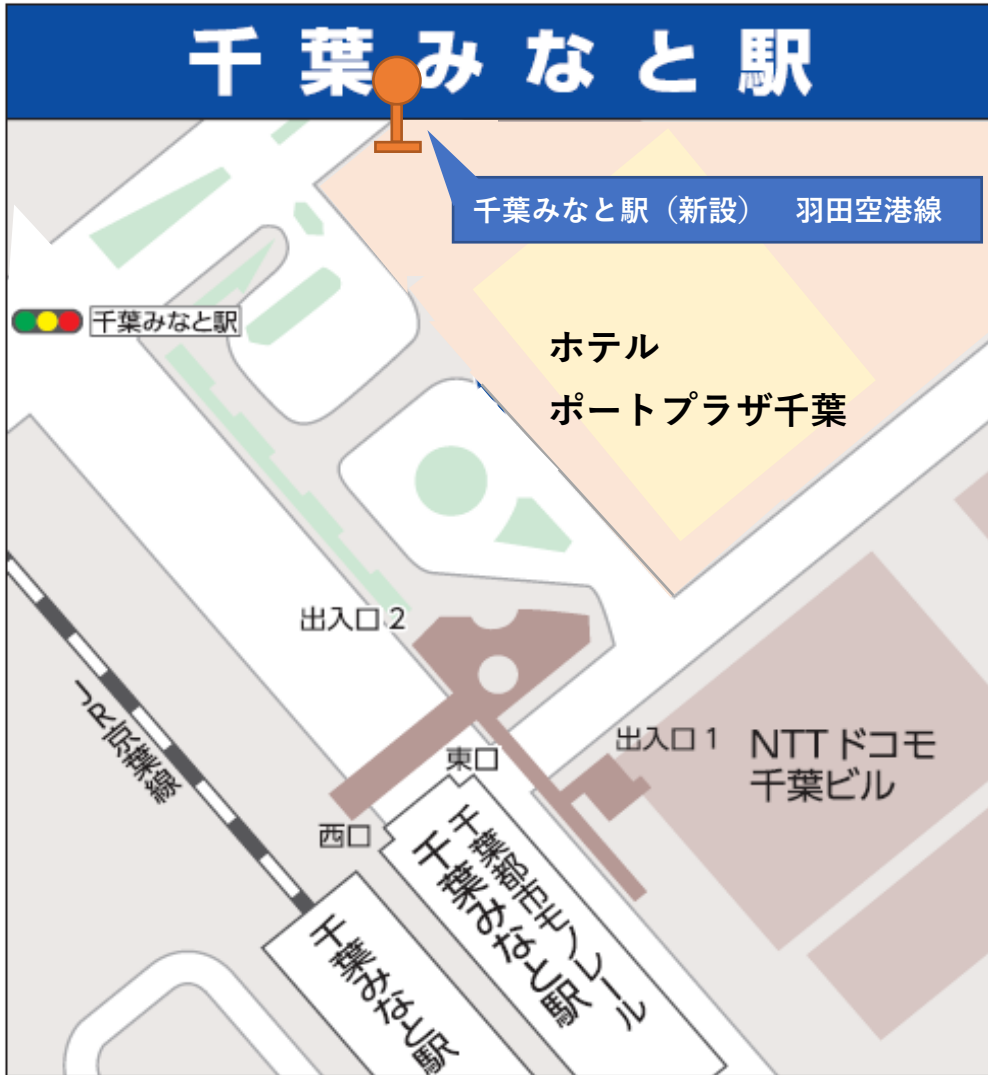 千葉みなと駅
千葉みなと駅（新設）　羽田空港線
千葉みなと駅
ホテル
ポートプラザ千葉
出入口 2
JR京葉線
出入口 1
NTTドコモ
千葉ビル
東口
西口
千葉都市モノレール
千葉みなと駅
千葉みなと駅